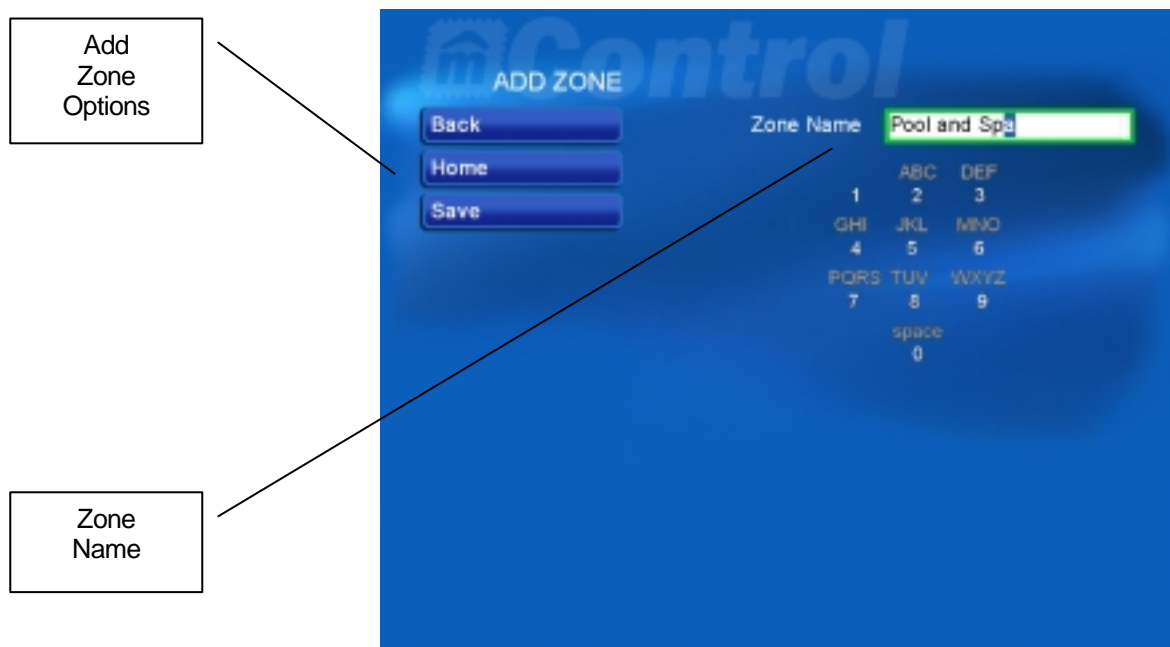 Add
Zone
Options
mControl
ADD ZONE
Back
Home
Save
Zone Name Pool and Spa
ABC DEF
1 2 3
GHI JKL MNO
4 5 6
PQRS TUV WXYZ
7 8 9
space
0
Zone
Name